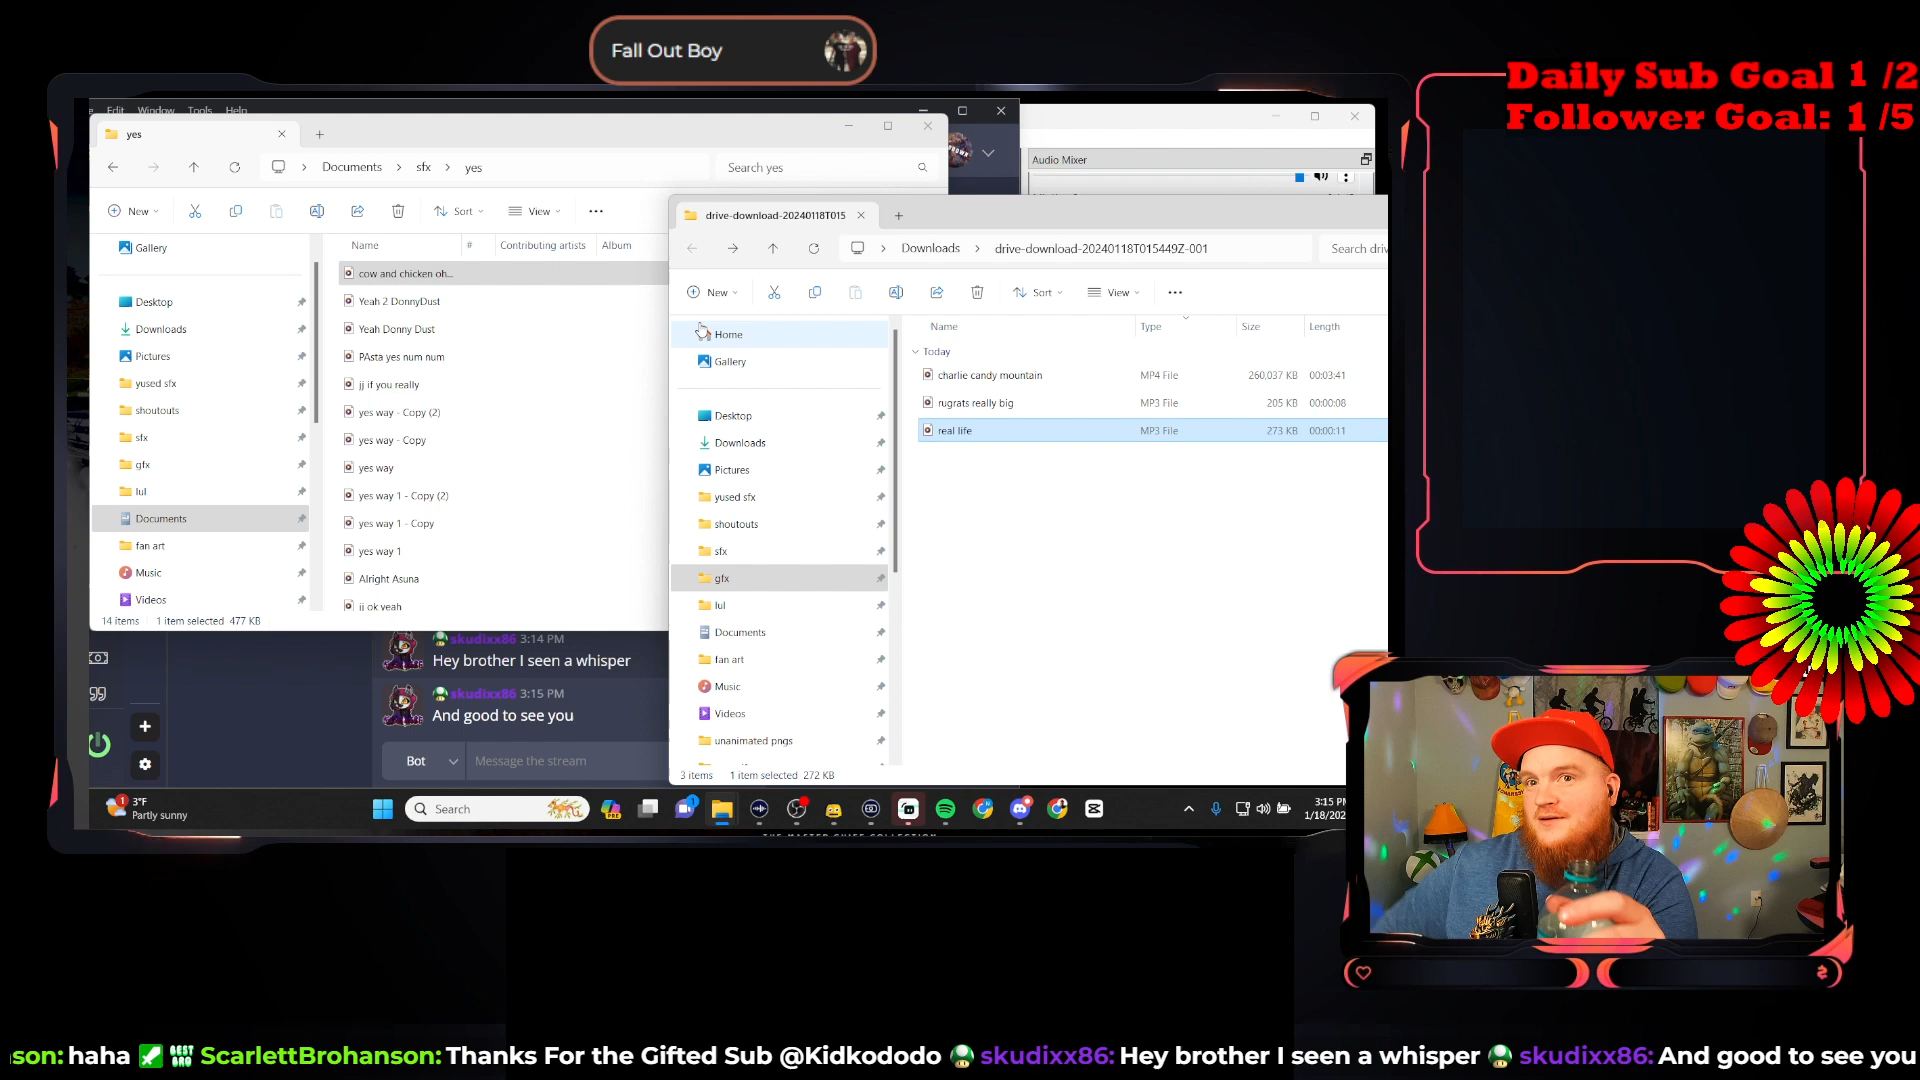 Fall Out Boy
Daily Sub Goal 1 /2
Follower Goal: 1 /5
Edit Window Tools Help
yes
Documents > sfx > yes
Search yes
New
Sort
View
Gallery
Desktop
Downloads
Pictures
yused sfx
shoutouts
sfx
gfx
lul
Documents
fan art
Music
Videos
Name # Contributing artists Album
cow and chicken oh...
Yeah 2 DonnyDust
Yeah Donny Dust
PAsta yes num num
jj if you really
yes way - Copy (2)
yes way - Copy
yes way
yes way 1 - Copy (2)
yes way 1 - Copy
yes way 1
Alright Asuna
jj ok yeah
14 items 1 item selected 477 KB
Audio Mixer
drive-download-20240118T015
Downloads > drive-download-20240118T015449Z-001
Search driv
New
Sort
View
Home
Gallery
Desktop
Downloads
Pictures
yused sfx
shoutouts
sfx
gfx
lul
Documents
fan art
Music
Videos
unanimated pngs
Name Type Size Length
Today
charlie candy mountain MP4 File 260,037 KB 00:03:41
rugrats really big MP3 File 205 KB 00:00:08
real life MP3 File 273 KB 00:00:11
3 items 1 item selected 272 KB
skudixx86 3:14 PM
Hey brother I seen a whisper
skudixx86 3:15 PM
And good to see you
Bot
Message the stream
1
3°F
Partly sunny
Search
3:15 PM
1/18/202
THE MASTER CHIEF COLLECTION
son: haha BEST BRO ScarlettBrohanson: Thanks For the Gifted Sub @Kidkododo skudixx86: Hey brother I seen a whisper skudixx86: And good to see you